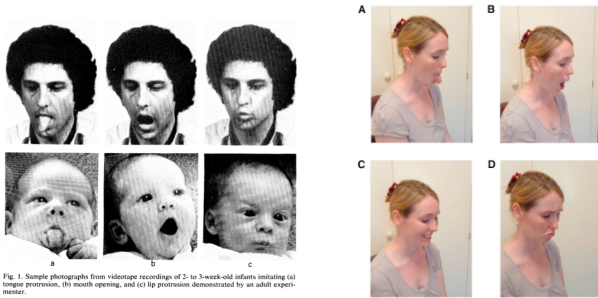 A
B
C
D
a
b
c
Fig. 1. Sample photographs from videotape recordings of 2- to 3-week-old infants imitating (a)
tongue protrusion, (b) mouth opening, and (c) lip protrusion demonstrated by an adult experi-
menter.